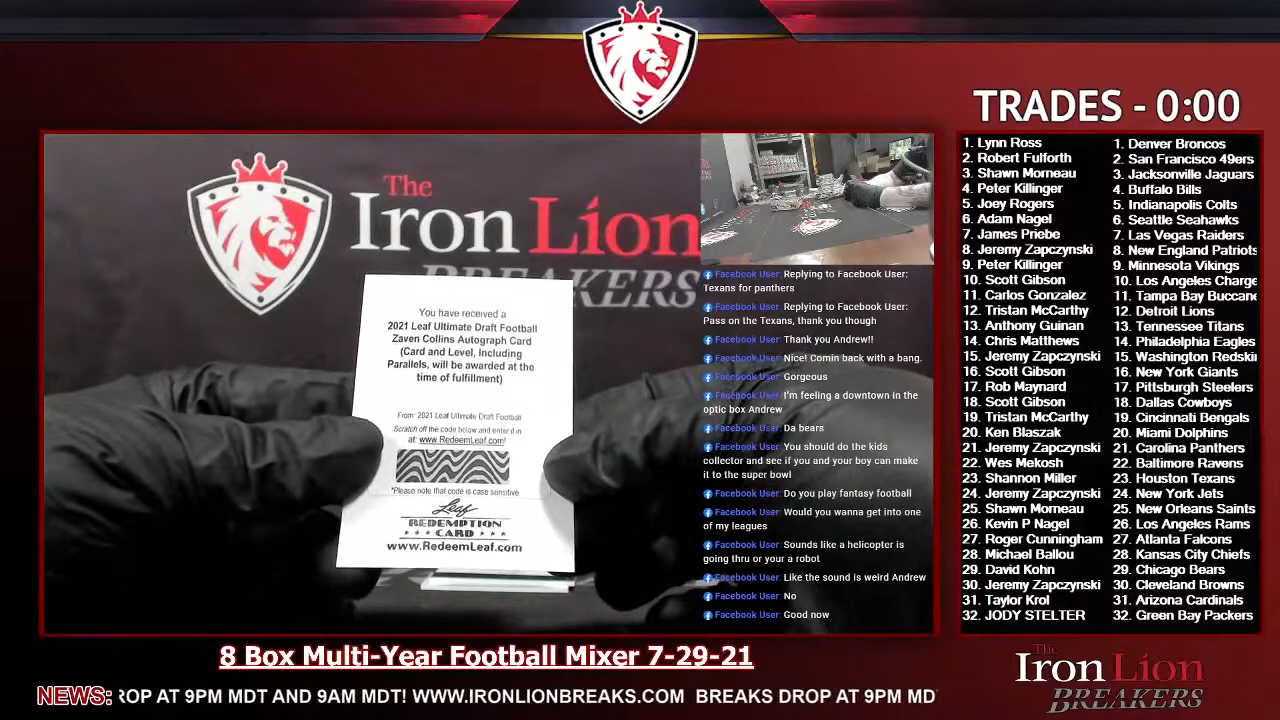 TRADES - 0:00
The
Iron Lion
BREAKERS
You have received a
2021 Leaf Ultimate Draft Football
Zaven Collins Autograph Card
(Card and Level, Including
Parallels, will be awarded at the
time of fulfillment)
From: 2021 Leaf Ultimate Draft Football
Scratch off the code below and enter it in
at: www.RedeemLeaf.com!
*Please note that code is case sensitive
Leaf
REDEMPTION
CARD
www.RedeemLeaf.com
Facebook User: Replying to Facebook User:
Texans for panthers
Facebook User: Replying to Facebook User:
Pass on the Texans, thank you though
Facebook User: Thank you Andrew!!
Facebook User: Nice! Comin back with a bang.
Facebook User: Gorgeous
Facebook User: I'm feeling a downtown in the
optic box Andrew
Facebook User: Da bears
Facebook User: You should do the kids
collector and see if you and your boy can make
it to the super bowl
Facebook User: Do you play fantasy football
Facebook User: Would you wanna get into one
of my leagues
Facebook User: Sounds like a helicopter is
going thru or your a robot
Facebook User: Like the sound is weird Andrew
Facebook User: No
Facebook User: Good now
1. Lynn Ross
2. Robert Fulforth
3. Shawn Morneau
4. Peter Killinger
5. Joey Rogers
6. Adam Nagel
7. James Priebe
8. Jeremy Zapczynski
9. Peter Killinger
10. Scott Gibson
11. Carlos Gonzalez
12. Tristan McCarthy
13. Anthony Guinan
14. Chris Matthews
15. Jeremy Zapczynski
16. Scott Gibson
17. Rob Maynard
18. Scott Gibson
19. Tristan McCarthy
20. Ken Blaszak
21. Jeremy Zapczynski
22. Wes Mekosh
23. Shannon Miller
24. Jeremy Zapczynski
25. Shawn Morneau
26. Kevin P Nagel
27. Roger Cunningham
28. Michael Ballou
29. David Kohn
30. Jeremy Zapczynski
31. Taylor Krol
32. JODY STELTER
1. Denver Broncos
2. San Francisco 49ers
3. Jacksonville Jaguars
4. Buffalo Bills
5. Indianapolis Colts
6. Seattle Seahawks
7. Las Vegas Raiders
8. New England Patriots
9. Minnesota Vikings
10. Los Angeles Charge
11. Tampa Bay Buccane
12. Detroit Lions
13. Tennessee Titans
14. Philadelphia Eagles
15. Washington Redski
16. New York Giants
17. Pittsburgh Steelers
18. Dallas Cowboys
19. Cincinnati Bengals
20. Miami Dolphins
21. Carolina Panthers
22. Baltimore Ravens
23. Houston Texans
24. New York Jets
25. New Orleans Saints
26. Los Angeles Rams
27. Atlanta Falcons
28. Kansas City Chiefs
29. Chicago Bears
30. Cleveland Browns
31. Arizona Cardinals
32. Green Bay Packers
8 Box Multi-Year Football Mixer 7-29-21
NEWS: ROP AT 9PM MDT AND 9AM MDT! WWW.IRONLIONBREAKS.COM BREAKS DROP AT 9PM MD
The
Iron Lion
BREAKERS